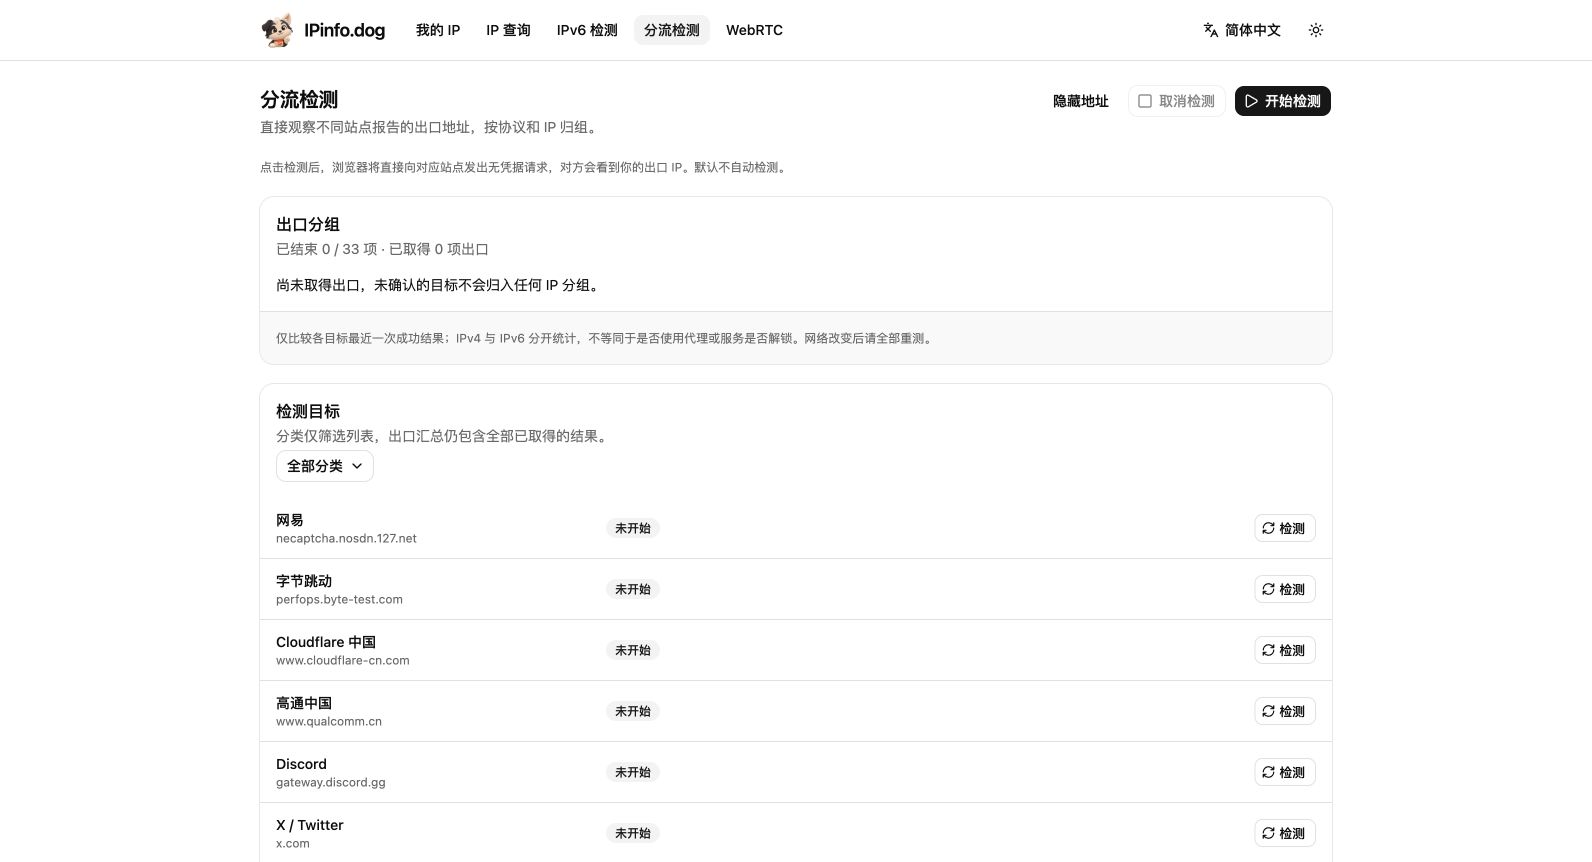 IPinfo.dog
我的 IP
IP 查询
IPv6 检测
分流检测
WebRTC
简体中文
分流检测
直接观察不同站点报告的出口地址，按协议和 IP 归组。
隐藏地址
取消检测
开始检测
点击检测后，浏览器将直接向对应站点发出无凭据请求，对方会看到你的出口 IP。默认不自动检测。
出口分组
已结束 0 / 33 项 · 已取得 0 项出口
尚未取得出口，未确认的目标不会归入任何 IP 分组。
仅比较各目标最近一次成功结果；IPv4 与 IPv6 分开统计，不等同于是否使用代理或服务是否解锁。网络改变后请全部重测。
检测目标
分类仅筛选列表，出口汇总仍包含全部已取得的结果。
全部分类
网易
necaptcha.nosdn.127.net
未开始
检测
字节跳动
perfops.byte-test.com
未开始
检测
Cloudflare 中国
www.cloudflare-cn.com
未开始
检测
高通中国
www.qualcomm.cn
未开始
检测
Discord
gateway.discord.gg
未开始
检测
X / Twitter
x.com
未开始
检测